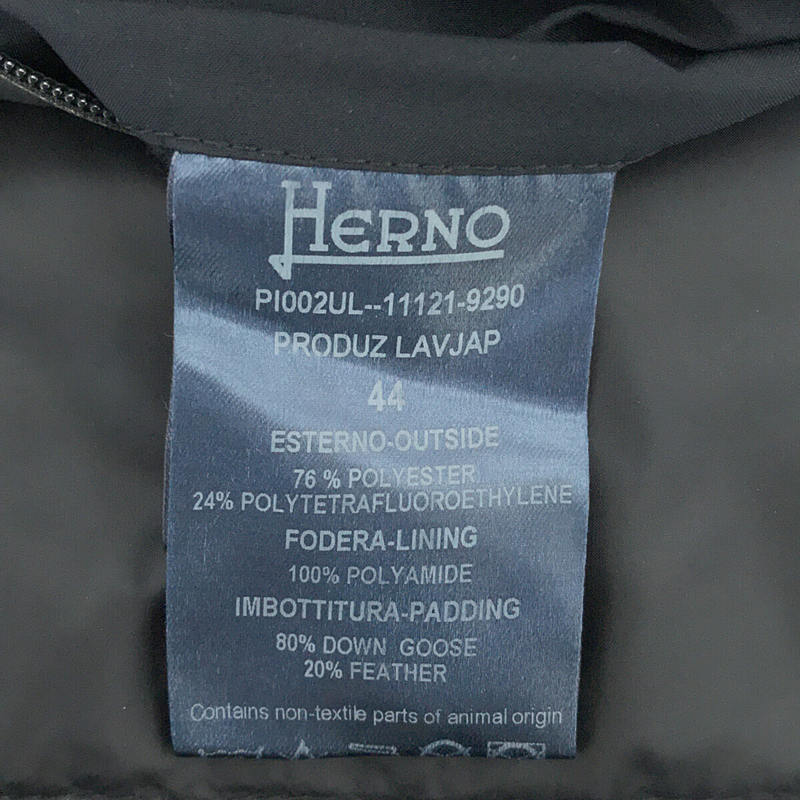 HERNO
PI002UL--11121-9290
PRODUZ LAVJAP
44
ESTERNO-OUTSIDE
76 % POLYESTER
24% POLYTETRAFLUOROETHYLENE
FODERA-LINING
100% POLYAMIDE
IMBOTTITURA-PADDING
80% DOWN GOOSE
20% FEATHER
Contains non-textile parts of animal origin